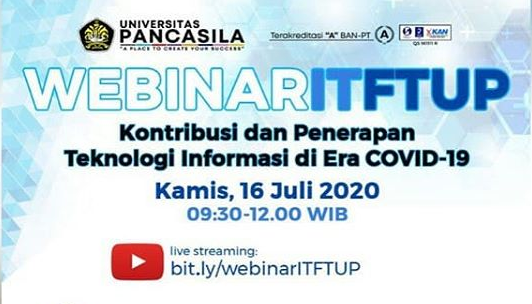 UNIVERSITAS
PANCASILA
"A PLACE TO CREATE YOUR SUCCESS"
Terakreditasi "A" BAN-PT
A
KAN
WEBINARITFTUP
Kontribusi dan Penerapan
Teknologi Informasi di Era COVID-19
Kamis, 16 Juli 2020
09:30-12.00 WIB
live streaming:
bit.ly/webinarITFTUP